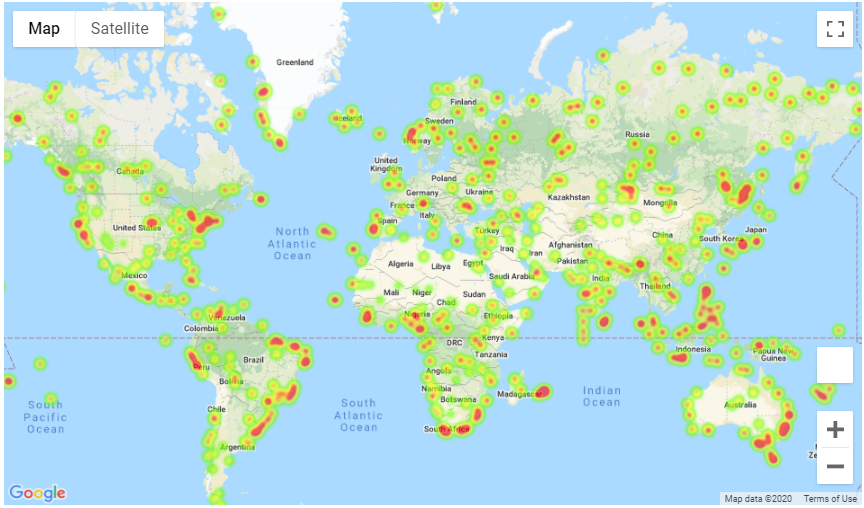 Map
Satellite
Greenland
Iceland
Finland
Sweden
Norway
Russia
Canada
United
Kingdom
Poland
Germany
Ukraine
France
Kazakhstan
Mongolia
Italy
Spain
United States
North
Atlantic
Ocean
Turkey
China
South Korea
Japan
Iraq
Iran
Afghanistan
Pakistan
Algeria
Libya
Egypt
Saudi Arabia
India
Mexico
Mali
Niger
Chad
Sudan
Thailand
Nigeria
Ethiopia
Venezuela
Colombia
Kenya
DRC
Tanzania
Indonesia
Papua New
Guinea
Brazil
Peru
Bolivia
Angola
Namibia
Botswana
Madagascar
Indian
Ocean
South
Pacific
Ocean
South
Atlantic
Ocean
Chile
Australia
South Africa
Argentina
Google
Map data ©2020
Terms of Use